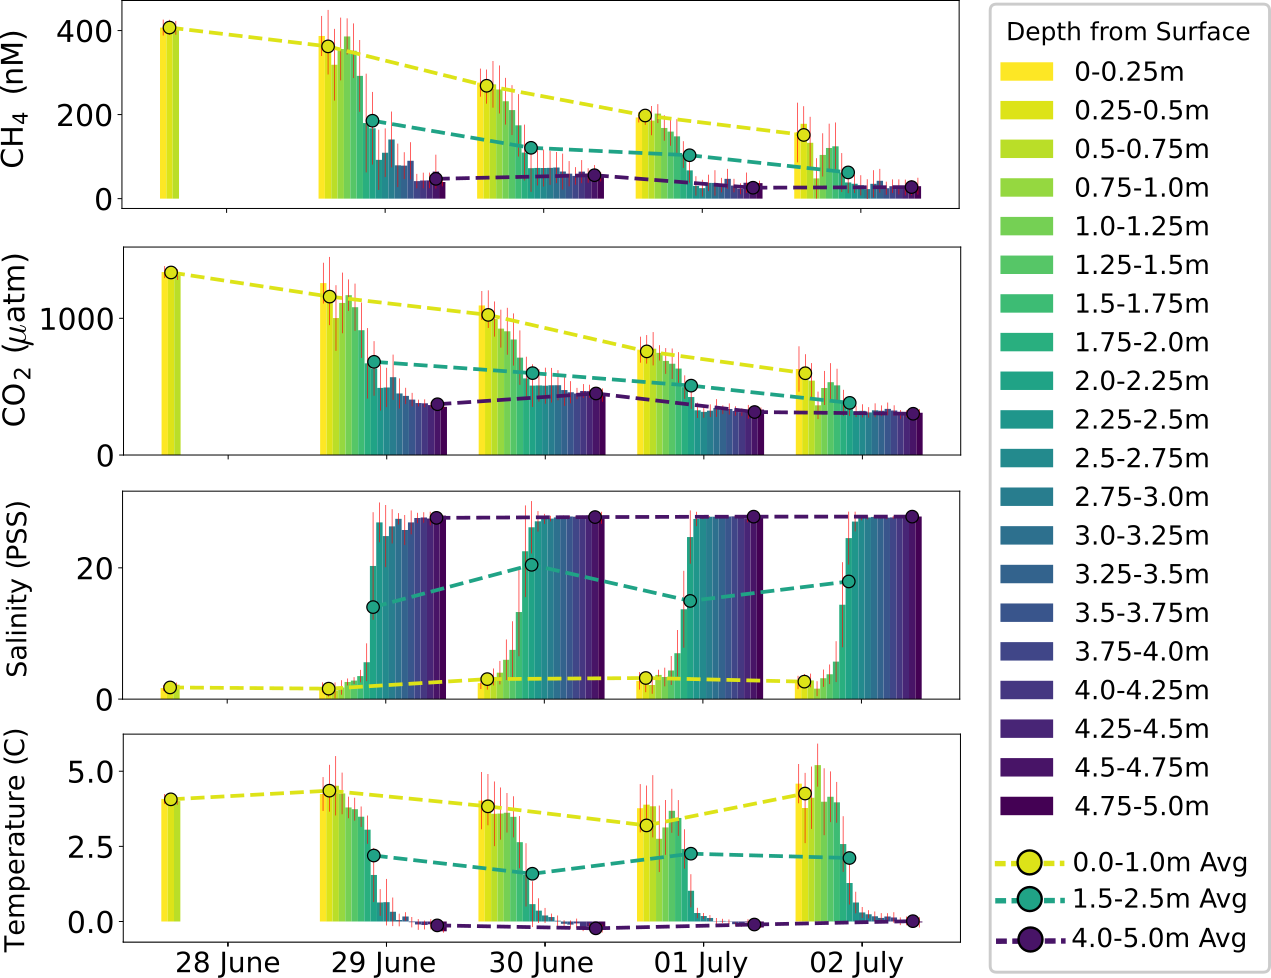 CH4 (nM)
400
200
0
CO2 (μatm)
1000
0
Salinity (PSS)
20
0
Temperature (C)
5.0
2.5
0.0
28 June
29 June
30 June
01 July
02 July
Depth from Surface
0-0.25m
0.25-0.5m
0.5-0.75m
0.75-1.0m
1.0-1.25m
1.25-1.5m
1.5-1.75m
1.75-2.0m
2.0-2.25m
2.25-2.5m
2.5-2.75m
2.75-3.0m
3.0-3.25m
3.25-3.5m
3.5-3.75m
3.75-4.0m
4.0-4.25m
4.25-4.5m
4.5-4.75m
4.75-5.0m
0.0-1.0m Avg
1.5-2.5m Avg
4.0-5.0m Avg